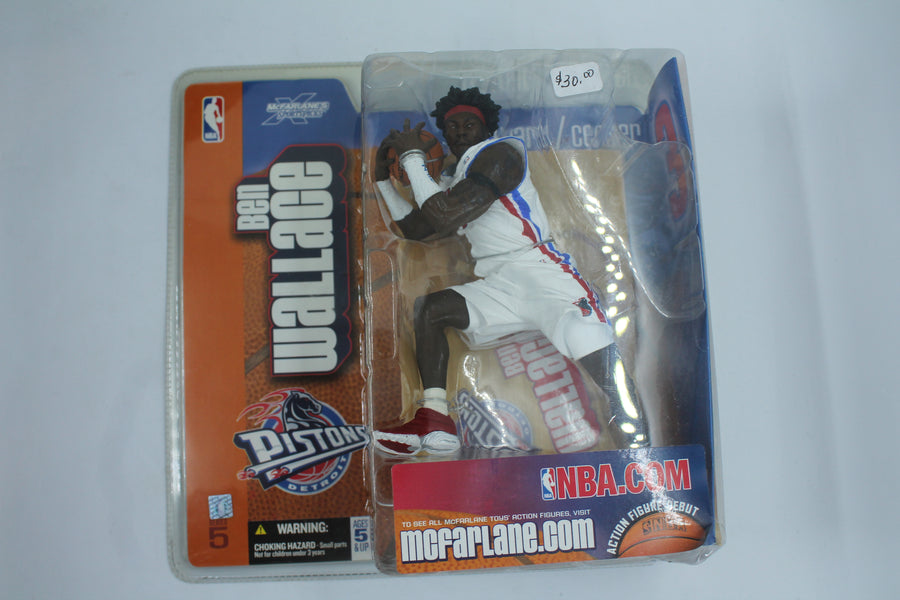 $30.00
NBA
McFARLANE'S
SPORTSPICKS
Ben
Wallace
/ center
3
PISTONS
DETROIT
5
WARNING:
CHOKING HAZARD - Small parts
Not for children under 3 years
AGES
5
& UP
NBA.COM
TO SEE ALL MCFARLANE TOYS' ACTION FIGURES, VISIT
mcfarlane.com
ACTION FIGURE DEBUT